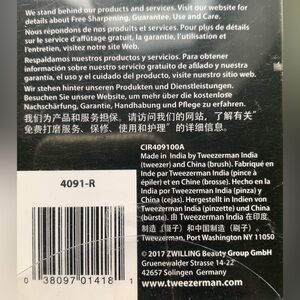 We stand behind our products and services. Visit our website for
details about Free Sharpening, Guarantee, Use and Care.
Nous répondons de nos produits et services. Pour plus de détails
sur le service d'affûtage gratuit, la garantie, l'utilisation et
l'entretien, visitez notre site Web.
Respaldamos nuestros productos y servicios. Para obtener
información sobre nuestro servicio gratuito de afilado y nuestra
garantía, el uso y el cuidado del producto, visite nuestro sitio web.
Wir stehen hinter unseren Produkten und Dienstleistungen.
Besuchen Sie unsere Website, um mehr über die kostenlose
Nachschärfung, Garantie, Handhabung und Pflege zu erfahren.
我们为产品和服务担保。请访问我们的网站，了解有关“
免费打磨服务、保修、使用和护理”的详细信息。
CIR409100A
Made in India by Tweezerman India
(tweezer) and China (brush). Fabriqué en
Inde par Tweezerman India (pince à
épiler) et en Chine (brosse). Hecho en la
India por Tweezerman India (pinza) y
China (cejas). Hergestellt in Indien von
Tweezerman India (pinzette) und China
(bürste). 由 Tweezerman India 在印度
制造（镊子）和中国制造（刷子）。
Tweezerman, Port Washington NY 11050
© 2017 ZWILLING Beauty Group GmbH
Gruenewalder Strasse 14-22
42657 Solingen, Germany
www.tweezerman.com
4091-R
0 38097 01418 1